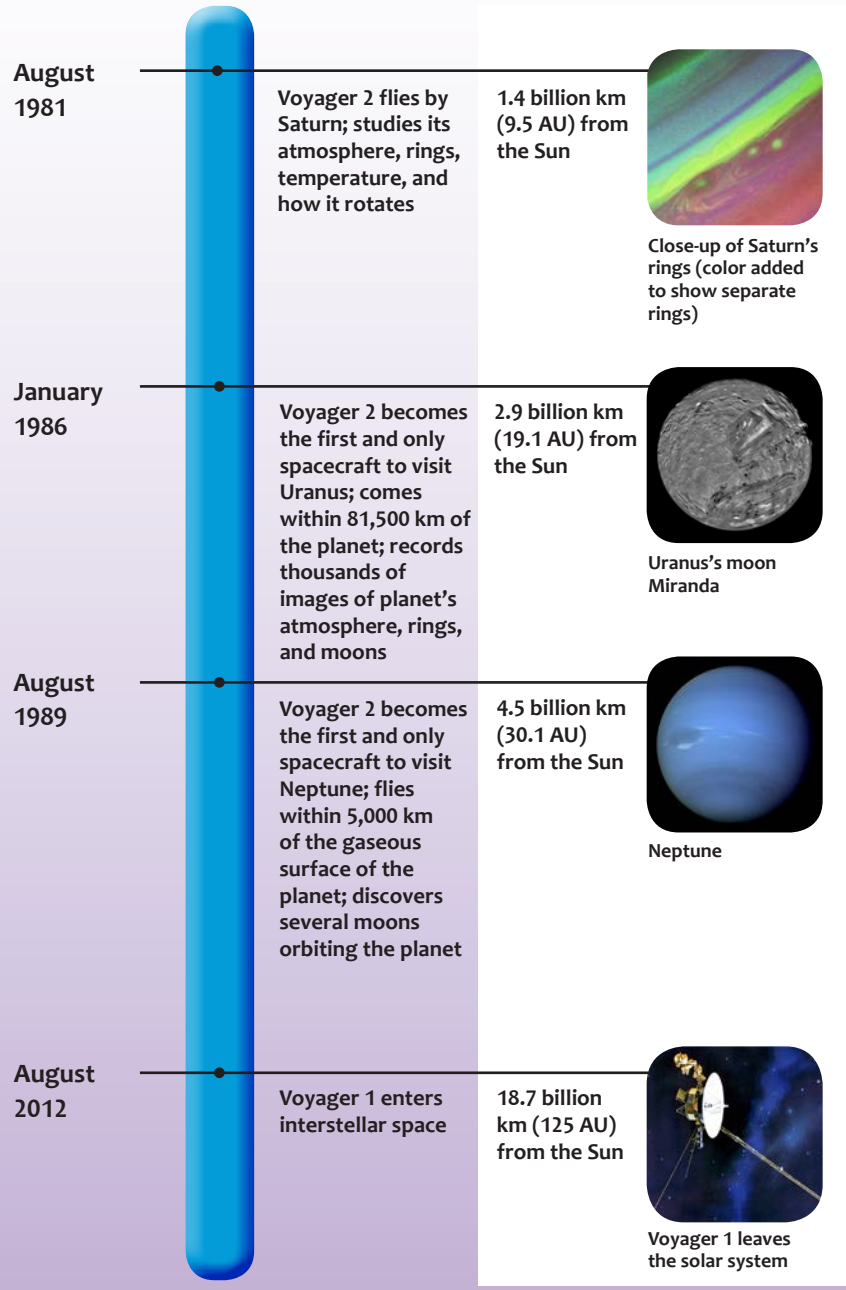 August
1981
Voyager 2 flies by
Saturn; studies its
atmosphere, rings,
temperature, and
how it rotates
1.4 billion km
(9.5 AU) from
the Sun
Close-up of Saturn's
rings (color added
to show separate
rings)
January
1986
Voyager 2 becomes
the first and only
spacecraft to visit
Uranus; comes
within 81,500 km of
the planet; records
thousands of
images of planet's
atmosphere, rings,
and moons
2.9 billion km
(19.1 AU) from
the Sun
Uranus's moon
Miranda
August
1989
Voyager 2 becomes
the first and only
spacecraft to visit
Neptune; flies
within 5,000 km
of the gaseous
surface of the
planet; discovers
several moons
orbiting the planet
4.5 billion km
(30.1 AU)
from the Sun
Neptune
August
2012
Voyager 1 enters
interstellar space
18.7 billion
km (125 AU)
from the Sun
Voyager 1 leaves
the solar system